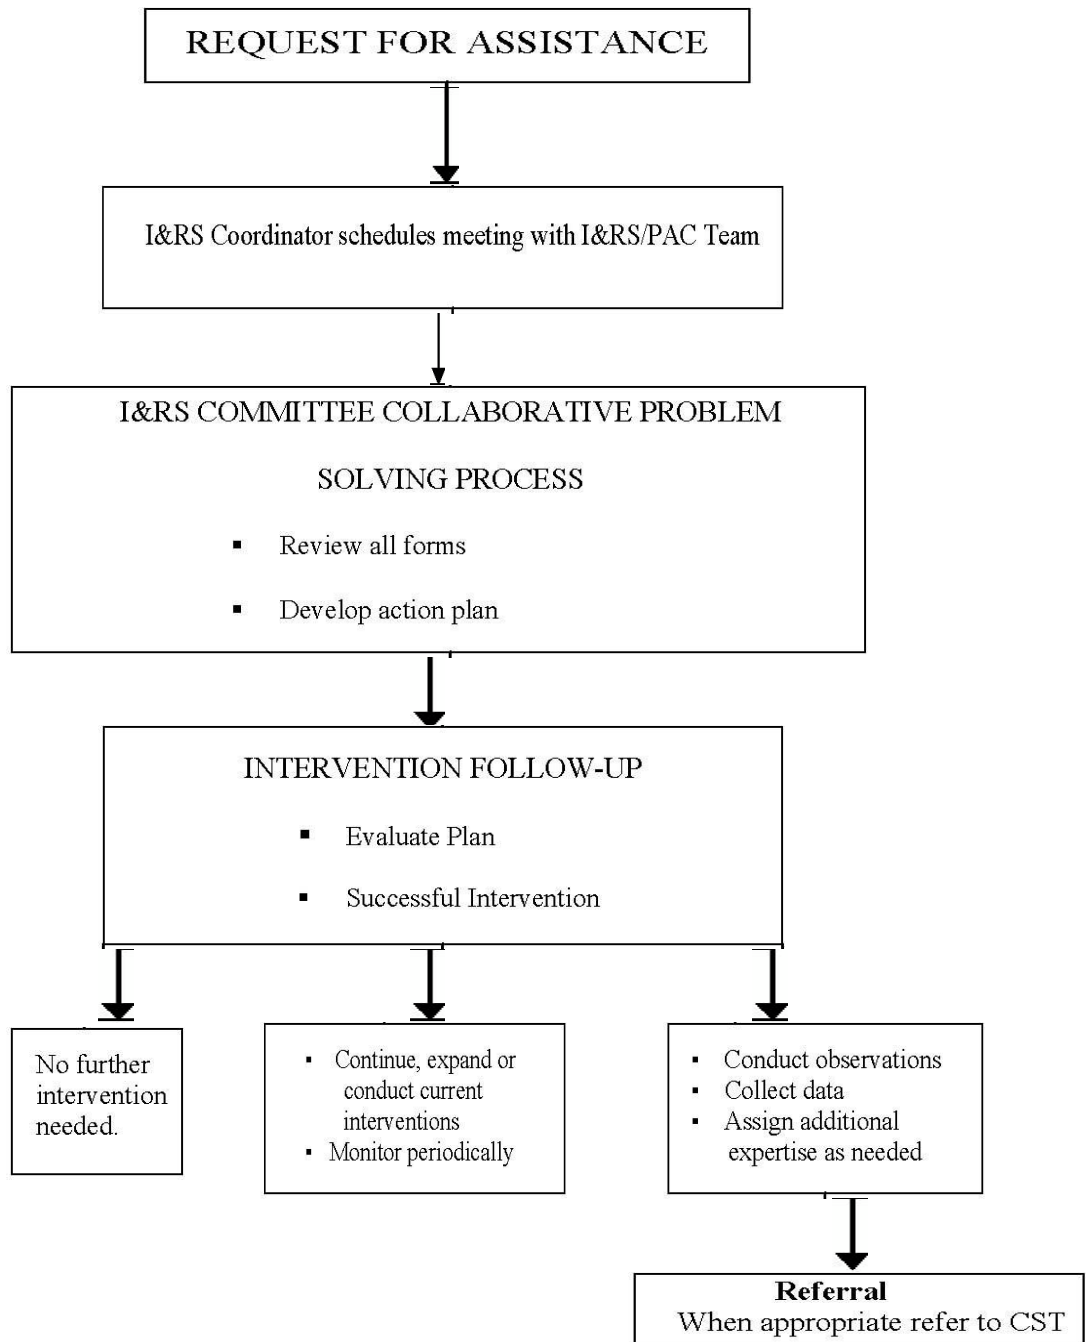 REQUEST FOR ASSISTANCE
I&RS Coordinator schedules meeting with I&RS/PAC Team
I&RS COMMITTEE COLLABORATIVE PROBLEM
SOLVING PROCESS
▪ Review all forms
▪ Develop action plan
INTERVENTION FOLLOW-UP
▪ Evaluate Plan
▪ Successful Intervention
No further
intervention
needed.
▪ Continue, expand or
conduct current
interventions
▪ Monitor periodically
▪ Conduct observations
▪ Collect data
▪ Assign additional
expertise as needed
Referral
When appropriate refer to CST